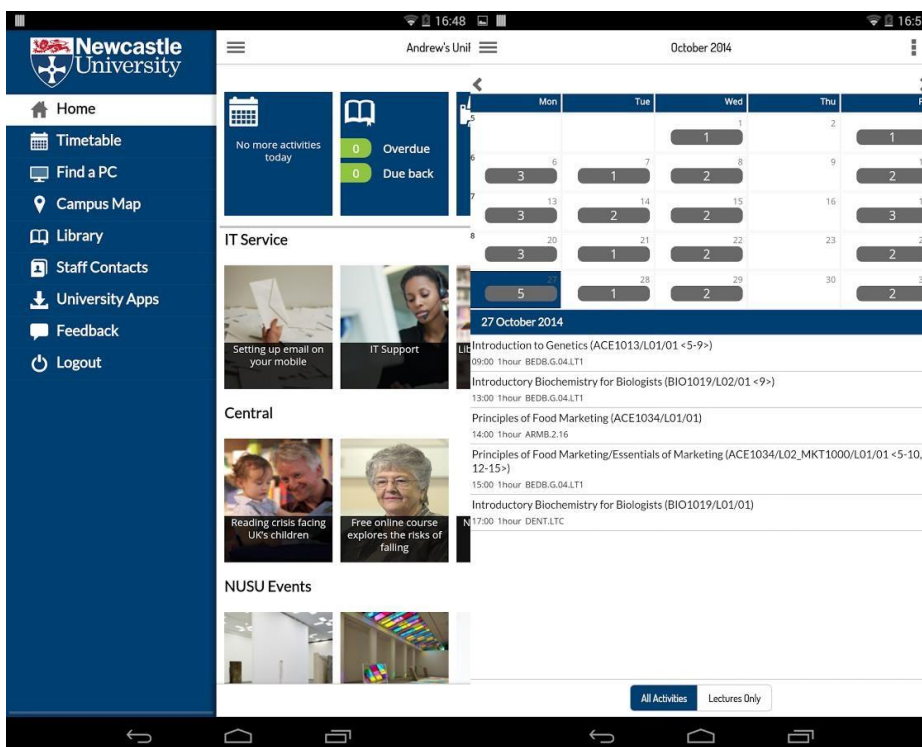 16:48
Newcastle
University
Home
Timetable
Find a PC
Campus Map
Library
Staff Contacts
University Apps
Feedback
Logout
Andrew's
No more activities
today
0 Overdue
0 Due back
IT Service
Setting up email on
your mobile
IT Support
Central
Reading crisis facing
UK's children
Free online course
explores the risks of
falling
NUSU Events
October 2014
Mon Tue Wed Thu
5 1 2
1 1
6 6 7 8 9
3 1 2 2
7 13 14 15 16
3 2 2 3
8 20 21 22 23
3 1 2 2
27 28 29 30
5 1 2 2
27 October 2014
Introduction to Genetics (ACE1013/L01/01 <5-9>)
09:00 1hour BEDB.G.04.LT1
Introductory Biochemistry for Biologists (BIO1019/L02/01 <9>)
13:00 1hour BEDB.G.04.LT1
Principles of Food Marketing (ACE1034/L01/01)
14:00 1hour ARMB.2.16
Principles of Food Marketing/Essentials of Marketing (ACE1034/L02_MKT1000/L01/01 <5-10,
12-15>)
15:00 1hour BEDB.G.04.LT1
Introductory Biochemistry for Biologists (BIO1019/L01/01)
17:00 1hour DENT.LTC
All Activities Lectures Only